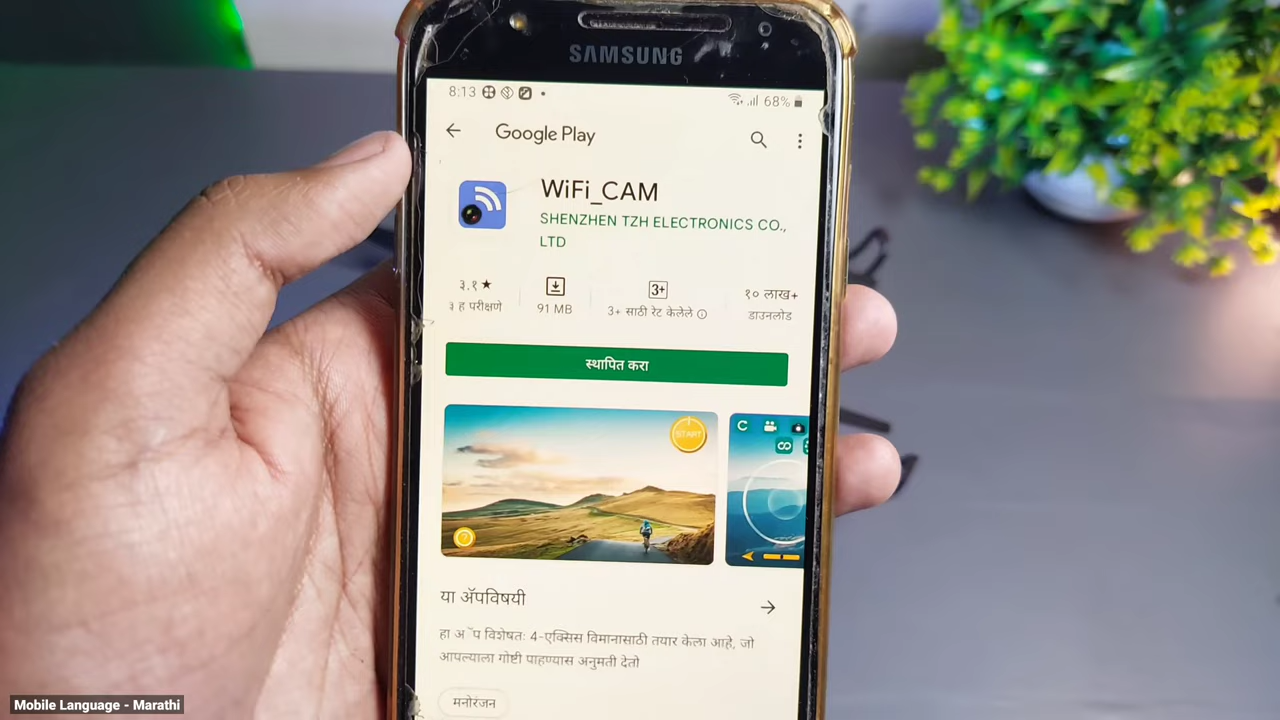 SAMSUNG
8:13
68%
Google Play
WiFi_CAM
SHENZHEN TZH ELECTRONICS CO.,
LTD
३.१★
३ ह परीक्षणे
91 MB
3+
3+ साठी रेट केलेले
१० लाख+
डाउनलोड
स्थापित करा
START
?
या ॲपविषयी
हा अॅप विशेषतः 4-एक्सिस विमानासाठी तयार केला आहे, जो
आपल्याला गोष्टी पाहण्यास अनुमती देतो
मनोरंजन
Mobile Language - Marathi